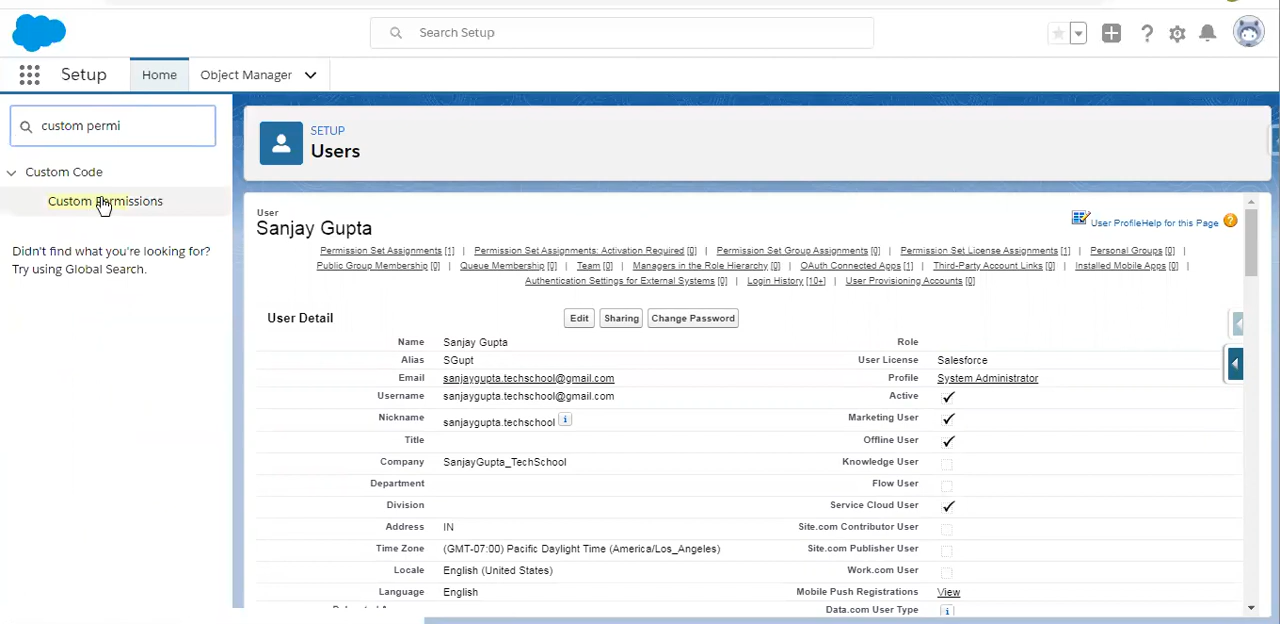 Search Setup
Setup
Home
Object Manager
custom permi
Custom Code
Custom Permissions
Didn't find what you're looking for?
Try using Global Search.
SETUP
Users
User
Sanjay Gupta
User Profile Help for this Page
Permission Set Assignments [1] | Permission Set Assignments: Activation Required [0] | Permission Set Group Assignments [0] | Permission Set License Assignments [1] | Personal Groups [0] |
Public Group Membership [0] | Queue Membership [0] | Team [0] | Managers in the Role Hierarchy [0] | OAuth Connected Apps [1] | Third-Party Account Links [0] | Installed Mobile Apps [0] |
Authentication Settings for External Systems [0] | Login History [10+] | User Provisioning Accounts [0]
User Detail
Edit Sharing Change Password
Name Sanjay Gupta Role
Alias SGupt User License Salesforce
Email sanjaygupta.techschool@gmail.com Profile System Administrator
Username sanjaygupta.techschool@gmail.com Active
Nickname sanjaygupta.techschool i Marketing User
Title Offline User
Company SanjayGupta_TechSchool Knowledge User
Department Flow User
Division Service Cloud User
Address IN Site.com Contributor User
Time Zone (GMT-07:00) Pacific Daylight Time (America/Los_Angeles) Site.com Publisher User
Locale English (United States) Work.com User
Language English Mobile Push Registrations View
Data.com User Type i